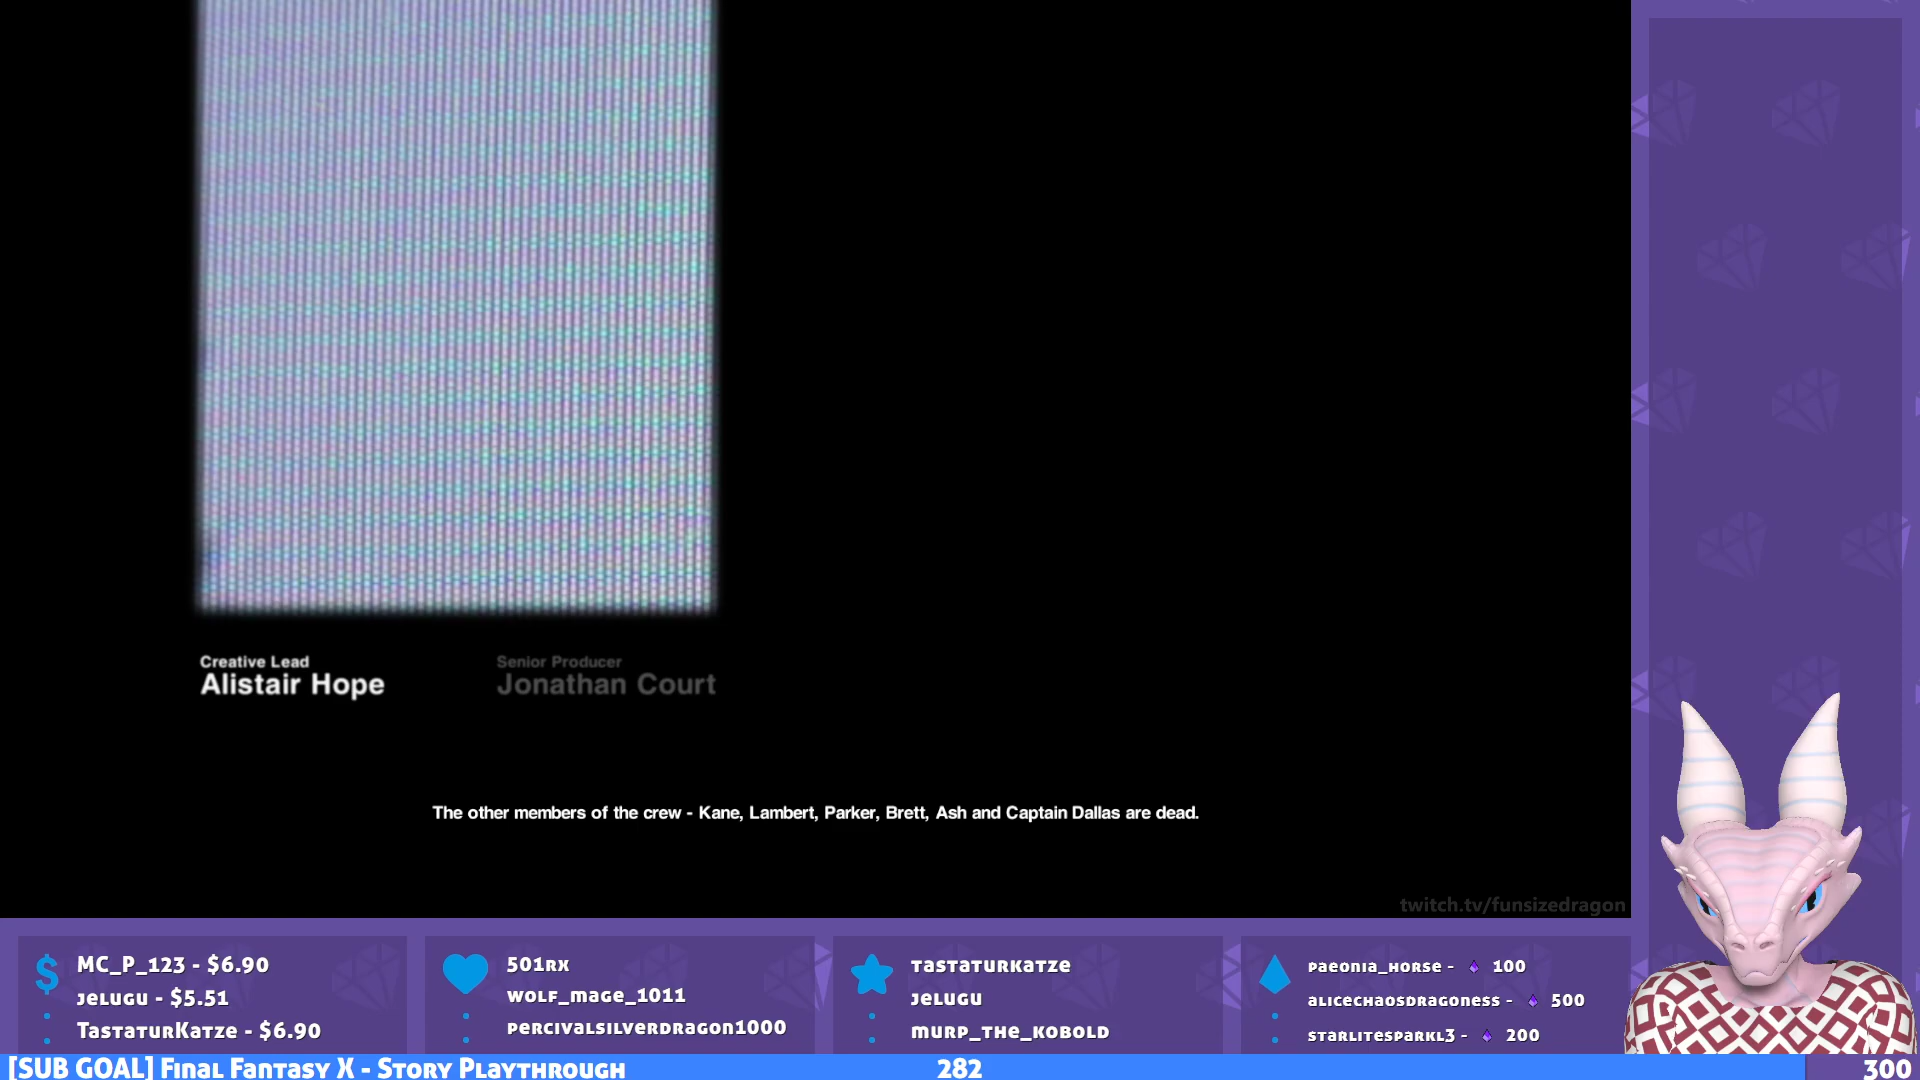 Creative Lead
Alistair Hope
Senior Producer
Jonathan Court
The other members of the crew - Kane, Lambert, Parker, Brett, Ash and Captain Dallas are dead.
twitch.tv/funsizedragon
MC_P_123 - $6.90
jelugu - $5.51
TastaturKatze - $6.90
501rx
wolf_mage_1011
percivalsilverdragon1000
tastaturkatze
jelugu
murp_the_kobold
paeonia_horse - 100
alicechaosdragoness - 500
starlitesparkl3 - 200
[SUB GOAL] Final Fantasy X - Story Playthrough
282
300